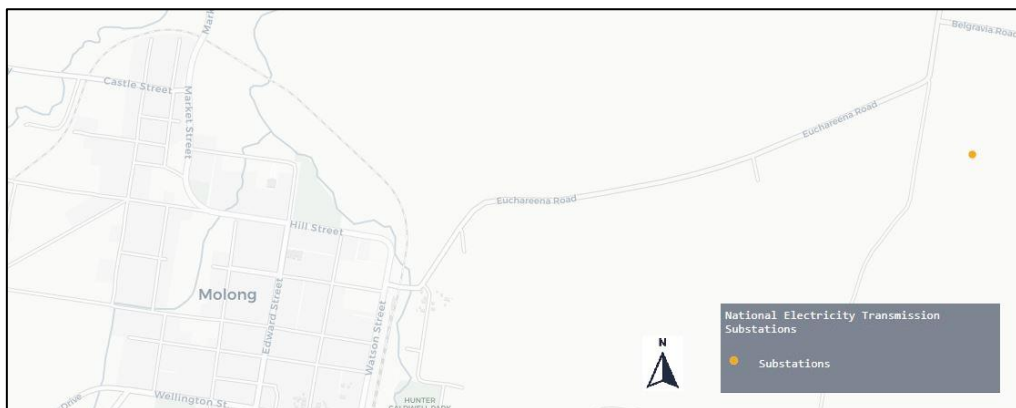 Mark
Belgravia Road
Castle Street
Market Street
Euchareena Road
Euchareena Road
Hill Street
Molong
Edward Street
Watson Street
Wellington St
Drive
HUNTER
CALDWELL PARK
N
National Electricity Transmission
Substations
Substations